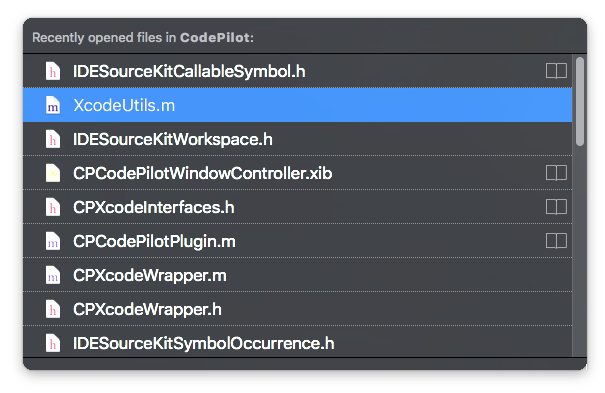 Recently opened files in CodePilot:
h IDESourceKitCallableSymbol.h
m XcodeUtils.m
h IDESourceKitWorkspace.h
CPCodePilotWindowController.xib
h CPXcodeInterfaces.h
m CPCodePilotPlugin.m
m CPXcodeWrapper.m
h CPXcodeWrapper.h
h IDESourceKitSymbolOccurrence.h